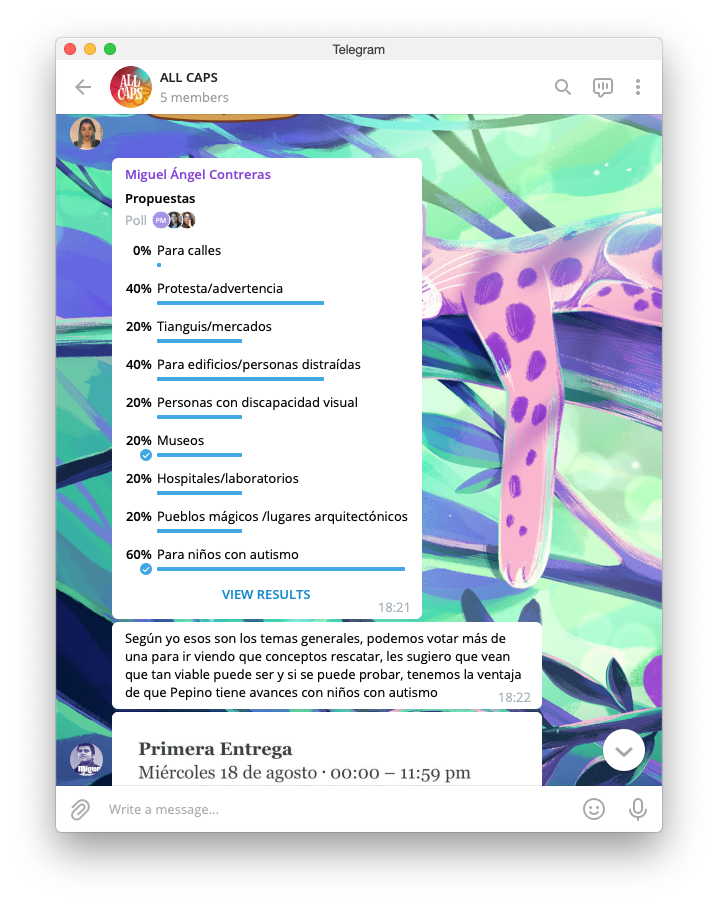 Telegram
ALL CAPS
ALL CAPS
5 members
Miguel Ángel Contreras
Propuestas
Poll PM
0% Para calles
40% Protesta/advertencia
20% Tianguis/mercados
40% Para edificios/personas distraídas
20% Personas con discapacidad visual
20% Museos
20% Hospitales/laboratorios
20% Pueblos mágicos /lugares arquitectónicos
60% Para niños con autismo
VIEW RESULTS
18:21
Según yo esos son los temas generales, podemos votar más de
una para ir viendo que conceptos rescatar, les sugiero que vean
que tan viable puede ser y si se puede probar, tenemos la ventaja
de que Pepino tiene avances con niños con autismo
18:22
Primera Entrega
Miércoles 18 de agosto · 00:00 – 11:59 pm
Write a message...